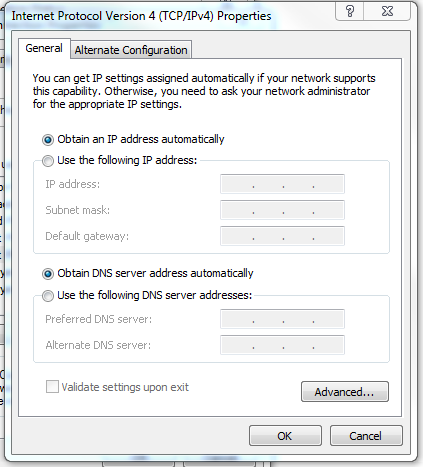 Internet Protocol Version 4 (TCP/IPv4) Properties
General
Alternate Configuration
You can get IP settings assigned automatically if your network supports
this capability. Otherwise, you need to ask your network administrator
for the appropriate IP settings.
Obtain an IP address automatically
Use the following IP address:
IP address:
. . .
Subnet mask:
. . .
Default gateway:
. . .
Obtain DNS server address automatically
Use the following DNS server addresses:
Preferred DNS server:
. . .
Alternate DNS server:
. . .
Validate settings upon exit
Advanced...
OK
Cancel